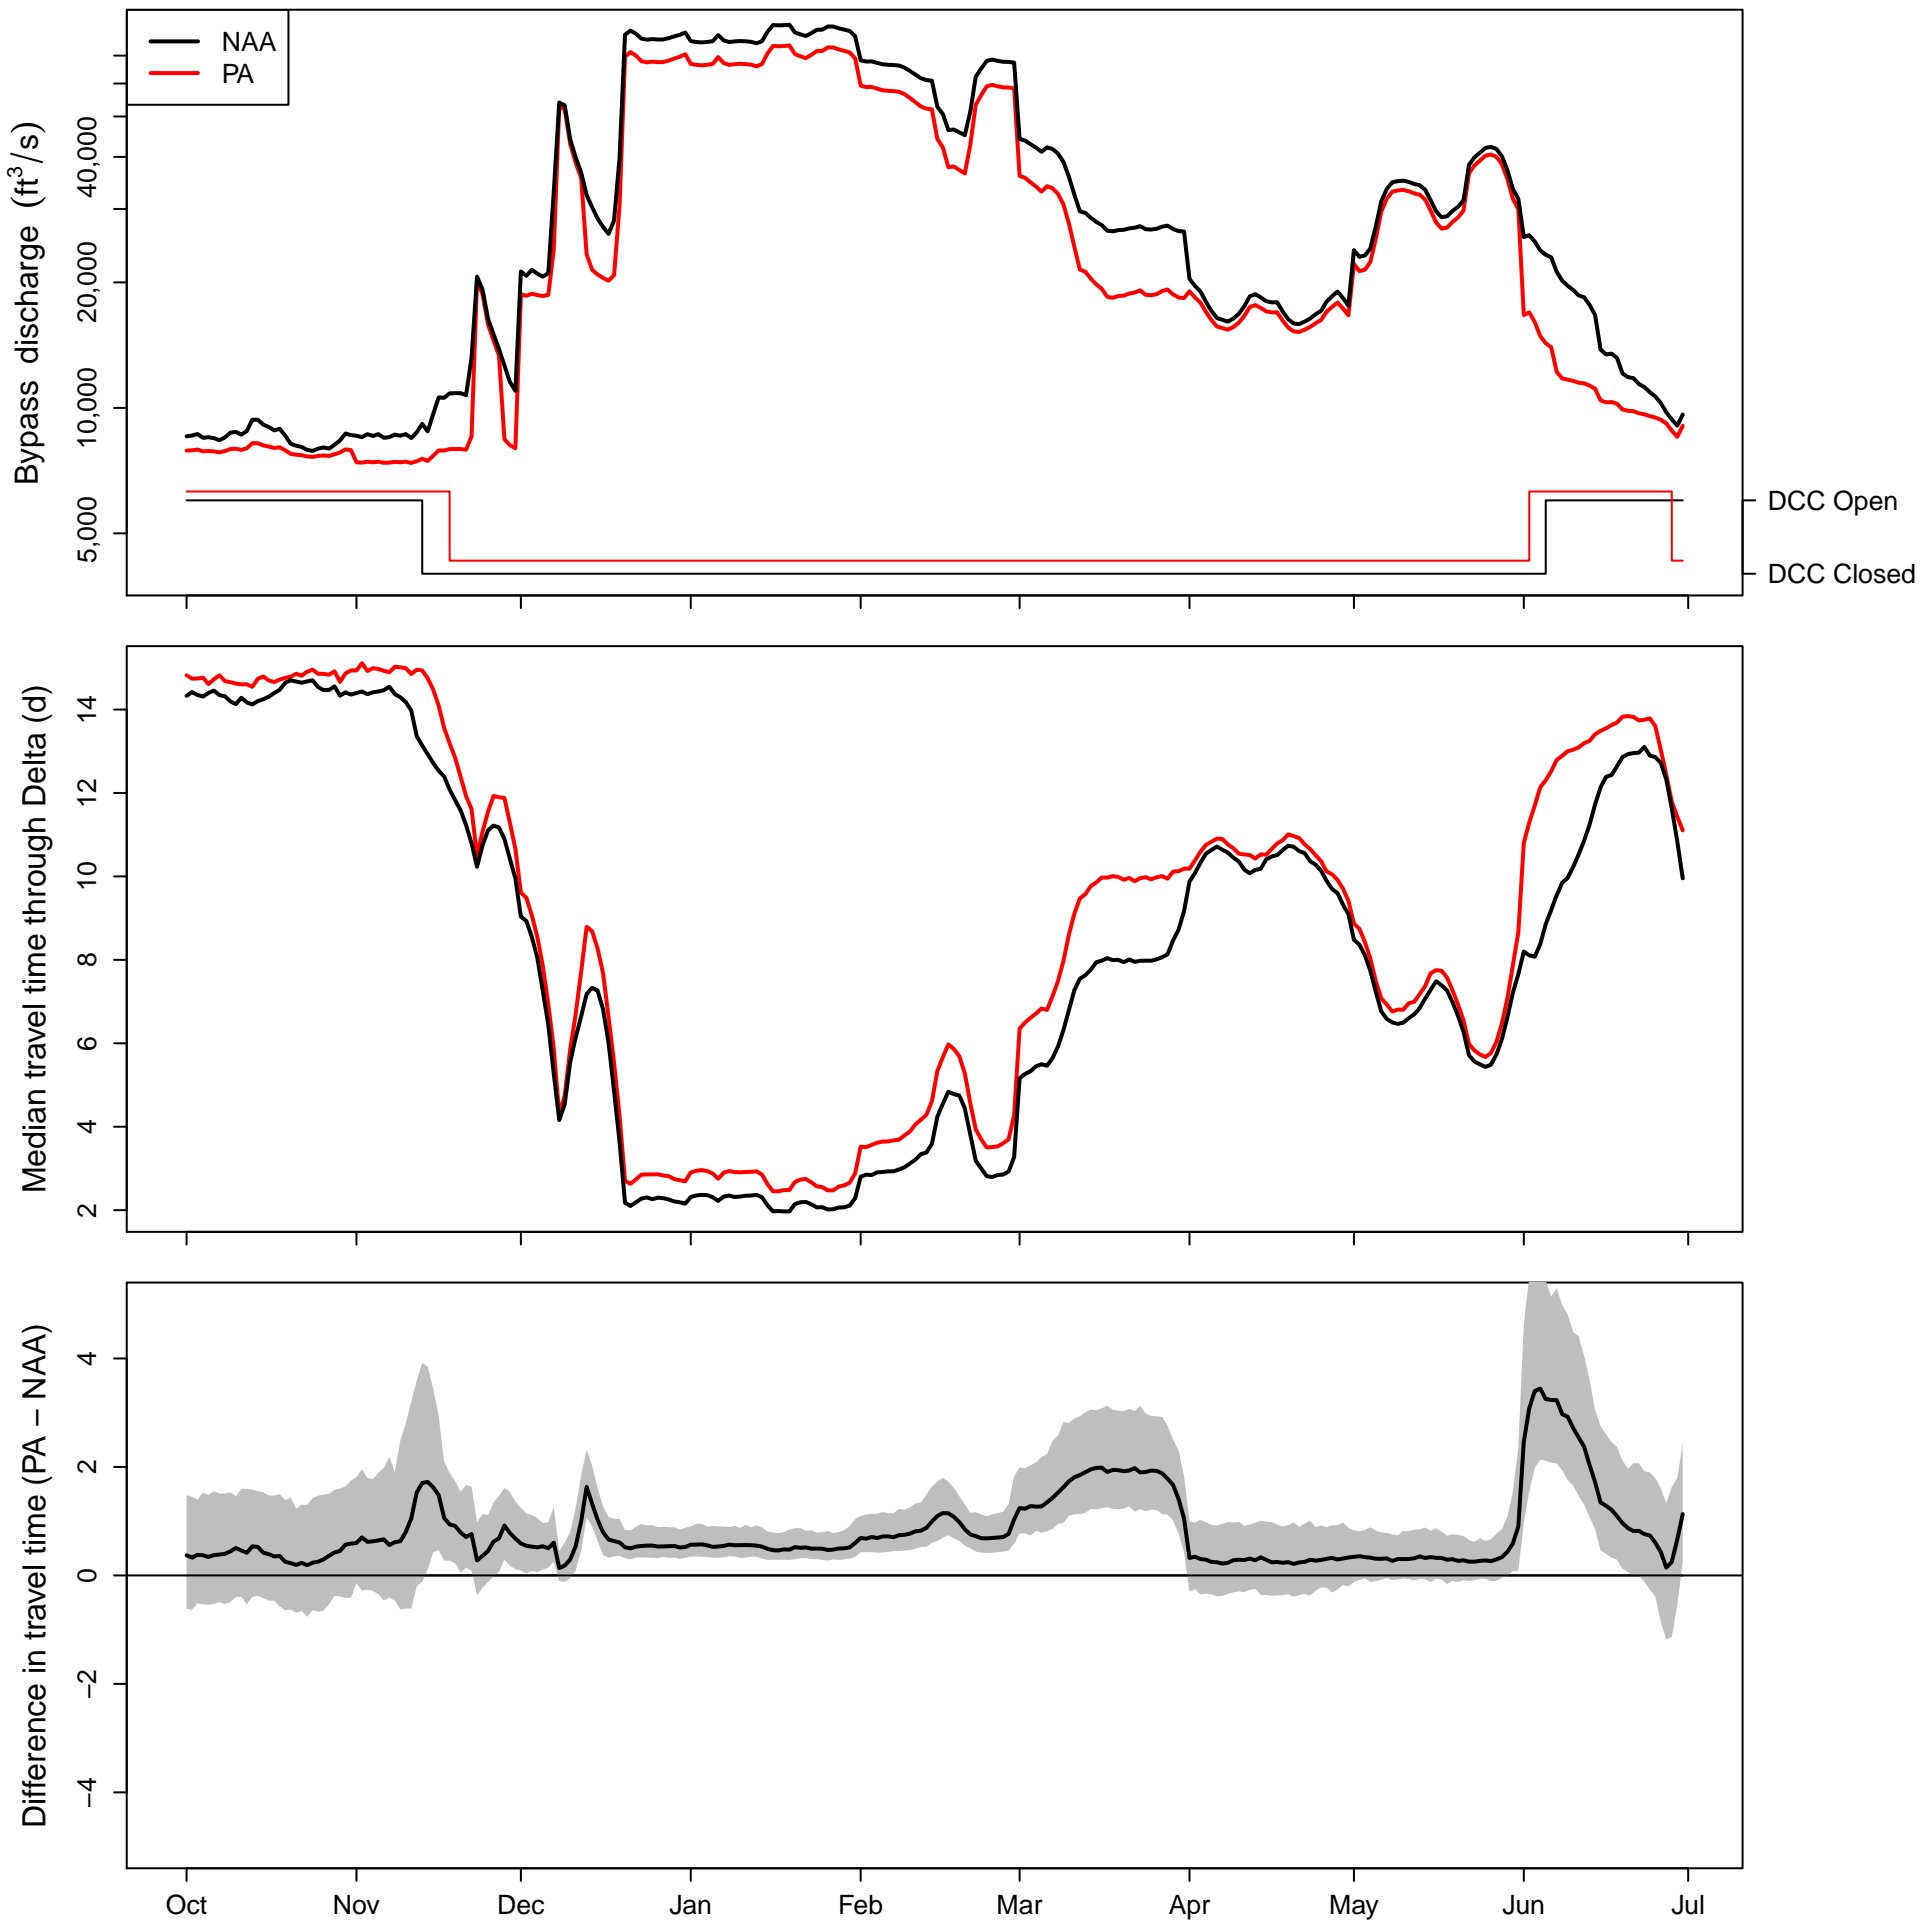 NAA
PA
Bypass discharge (ft³/s)
40,000
20,000
10,000
5,000
DCC Open
DCC Closed
Median travel time through Delta (d)
14
12
10
8
6
4
2
Difference in travel time (PA − NAA)
4
2
0
−2
−4
Oct Nov Dec Jan Feb Mar Apr May Jun Jul